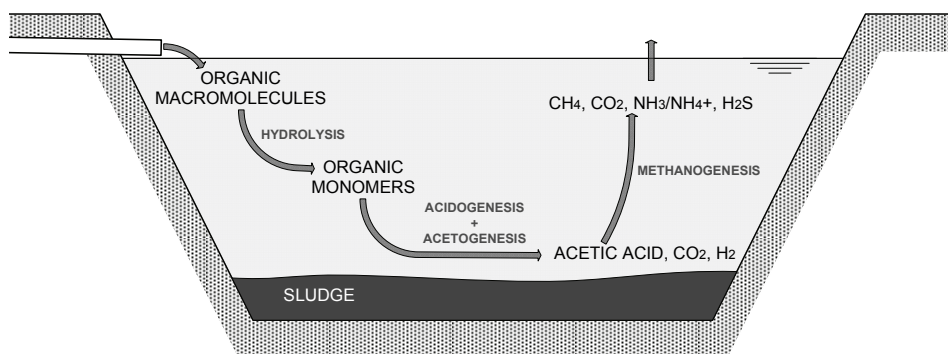 ORGANIC
MACROMOLECULES
HYDROLYSIS
ORGANIC
MONOMERS
ACIDOGENESIS
+
ACETOGENESIS
ACETIC ACID, CO2, H2
METHANOGENESIS
CH4, CO2, NH3/NH4+, H2S
SLUDGE